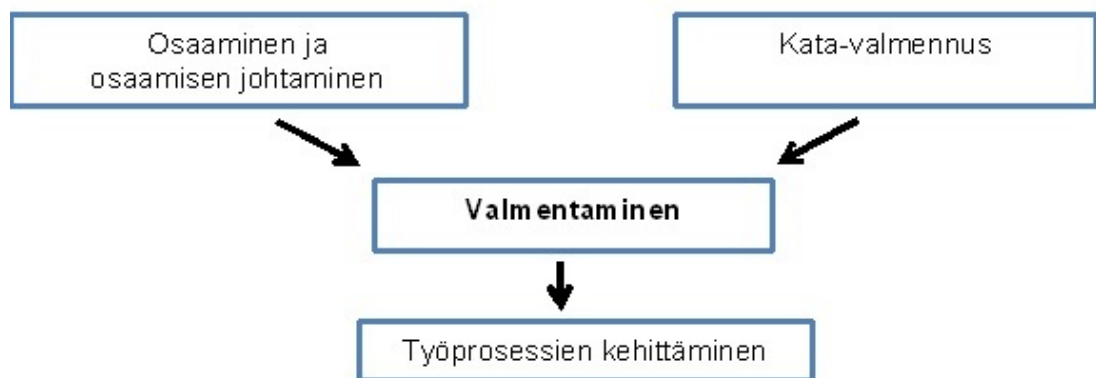 Osaaminen ja
osaamisen johtaminen
Kata-valmennus
Valmentaminen
Työprosessien kehittäminen